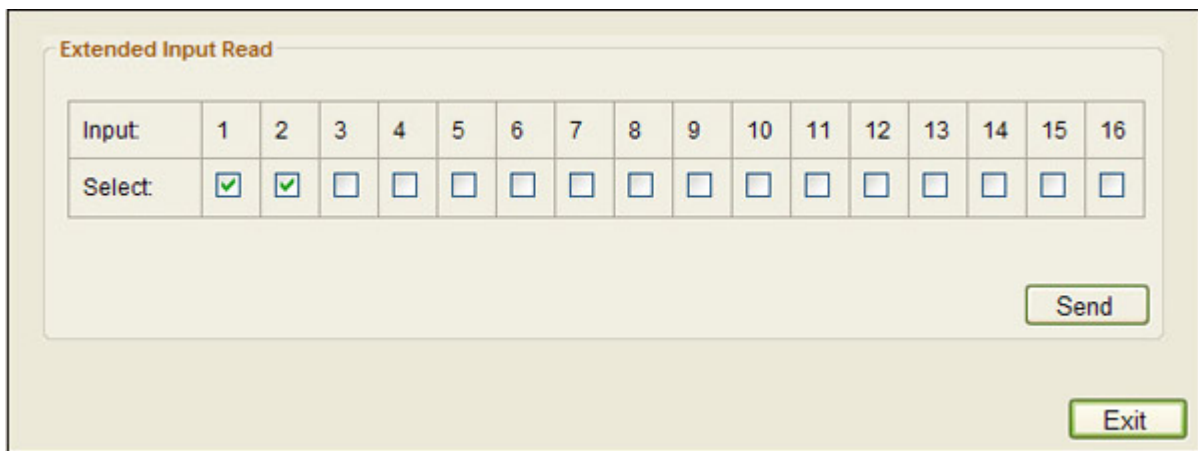 Extended Input Read
Input: 1 2 3 4 5 6 7 8 9 10 11 12 13 14 15 16
Select:
Send
Exit